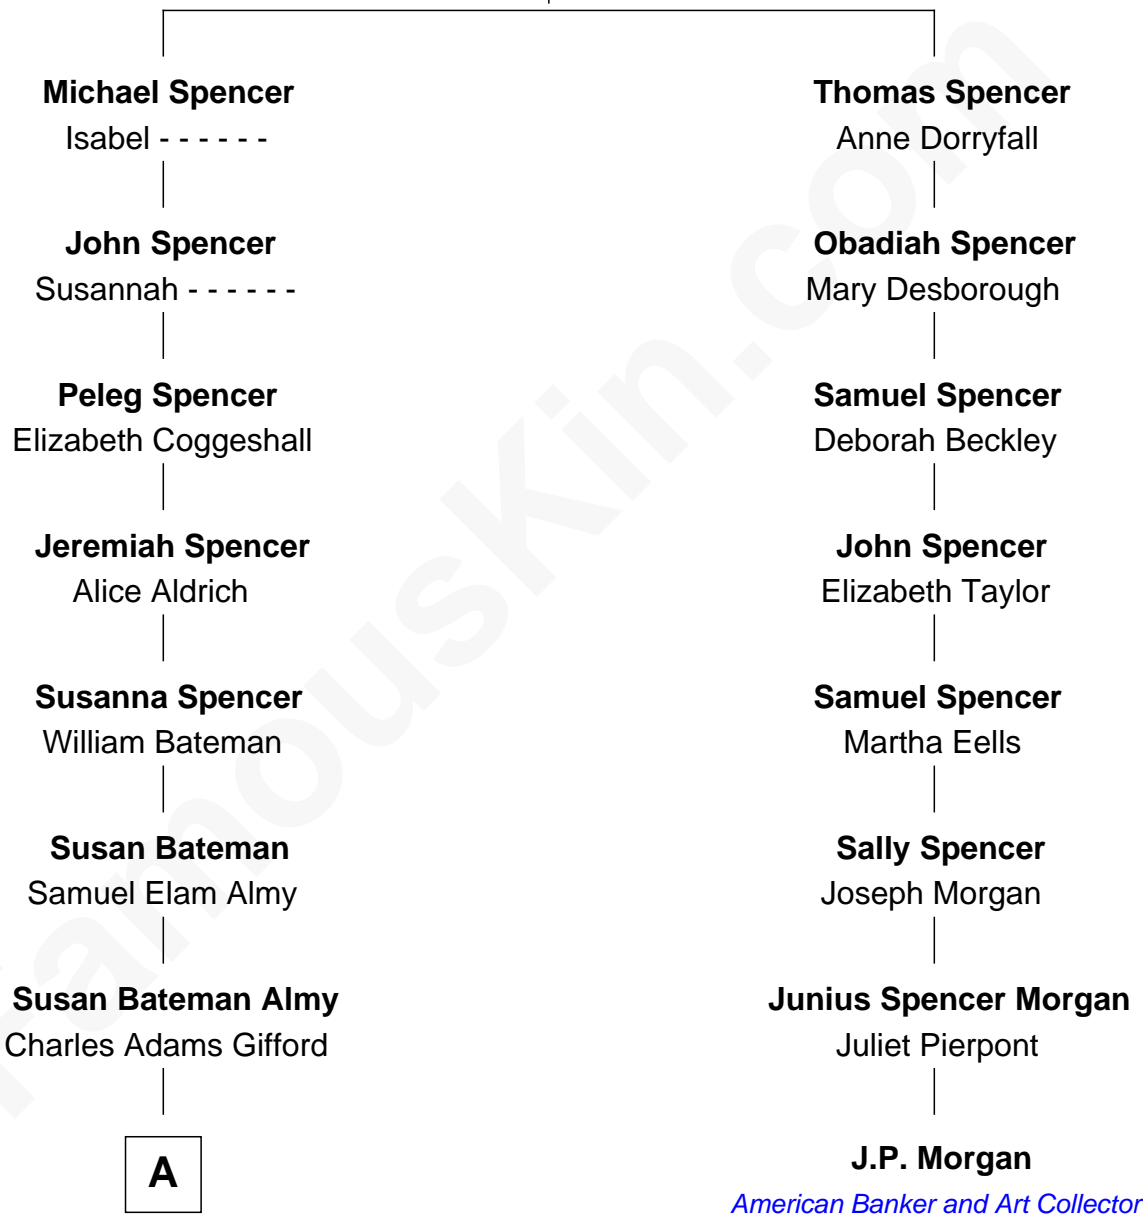 Michael Spencer
Isabel - - - - - -
John Spencer
Susannah - - - - - -
Peleg Spencer
Elizabeth Coggeshall
Jeremiah Spencer
Alice Aldrich
Susanna Spencer
William Bateman
Susan Bateman
Samuel Elam Almy
Susan Bateman Almy
Charles Adams Gifford
A
Thomas Spencer
Anne Dorryfall
Obadiah Spencer
Mary Desborough
Samuel Spencer
Deborah Beckley
John Spencer
Elizabeth Taylor
Samuel Spencer
Martha Eells
Sally Spencer
Joseph Morgan
Junius Spencer Morgan
Juliet Pierpont
J.P. Morgan
American Banker and Art Collector
FamousKin.com